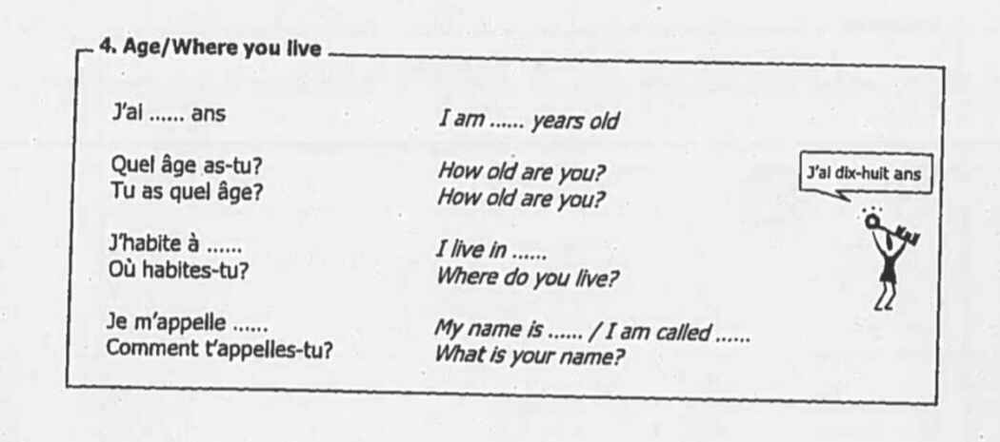 4. Age/Where you live
J'ai ...... ans
I am ...... years old
Quel âge as-tu?
How old are you?
Tu as quel âge?
How old are you?
J'ai dix-huit ans
J'habite à ......
I live in ......
Où habites-tu?
Where do you live?
Je m'appelle ......
My name is ...... / I am called ......
Comment t'appelles-tu?
What is your name?